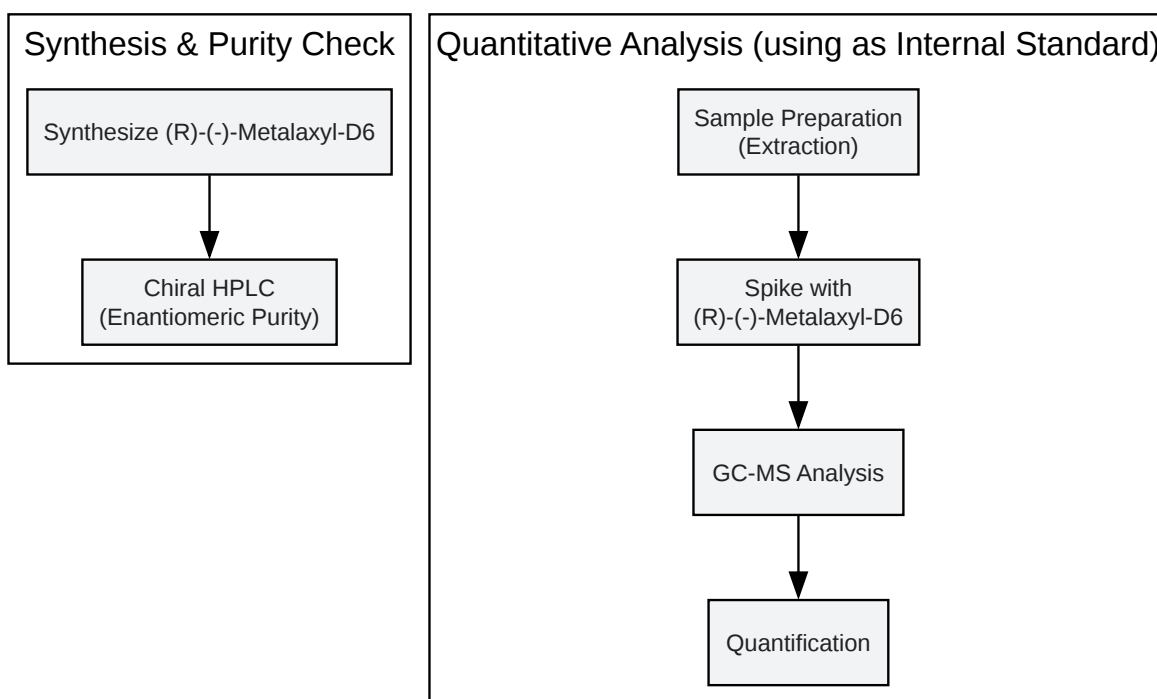 Synthesis & Purity Check
Synthesize (R)-(-)-Metalaxyl-D6
Chiral HPLC
(Enantiomeric Purity)
Quantitative Analysis (using as Internal Standard)
Sample Preparation
(Extraction)
Spike with
(R)-(-)-Metalaxyl-D6
GC-MS Analysis
Quantification